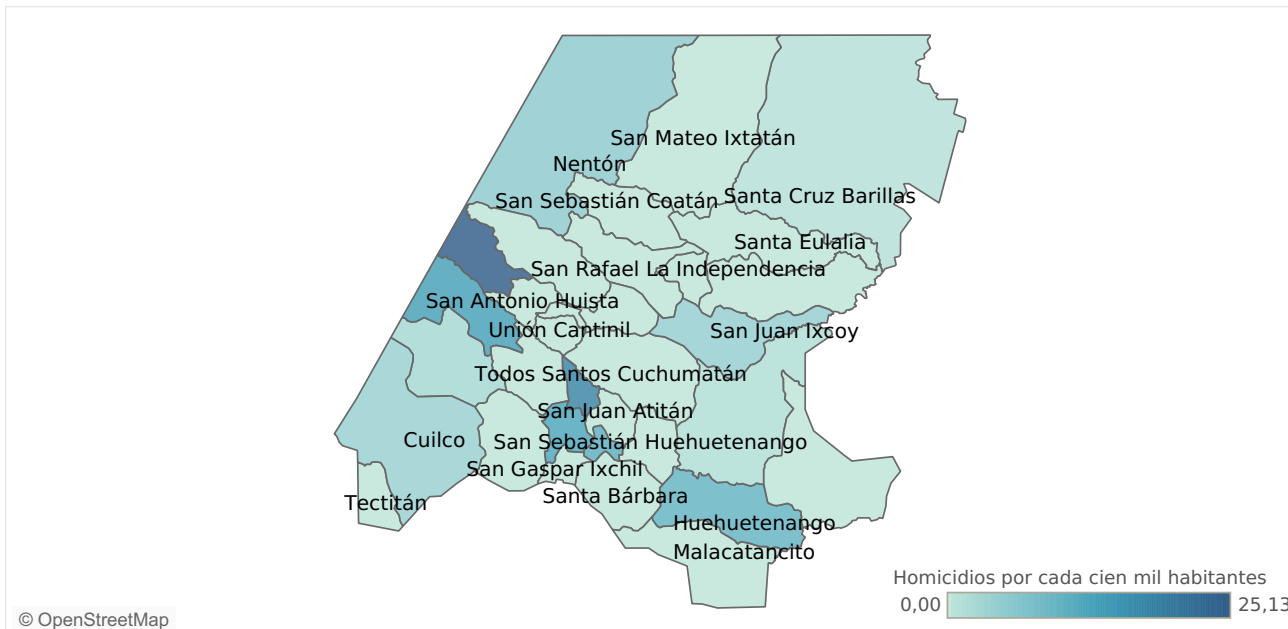 San Mateo Ixtatán
Nentón
San Sebastián Coatán
Santa Cruz Barillas
Santa Eulalia
San Rafael La Independencia
San Antonio Huista
Unión Cantinil
San Juan Ixcoy
Todos Santos Cuchumatán
San Juan Atitán
Cuilco
San Sebastián Huehuetenango
San Gaspar Ixchil
Tectitán
Santa Bárbara
Huehuetenango
Malacatancito
Homicidios por cada cien mil habitantes
0,00 25,13
© OpenStreetMap